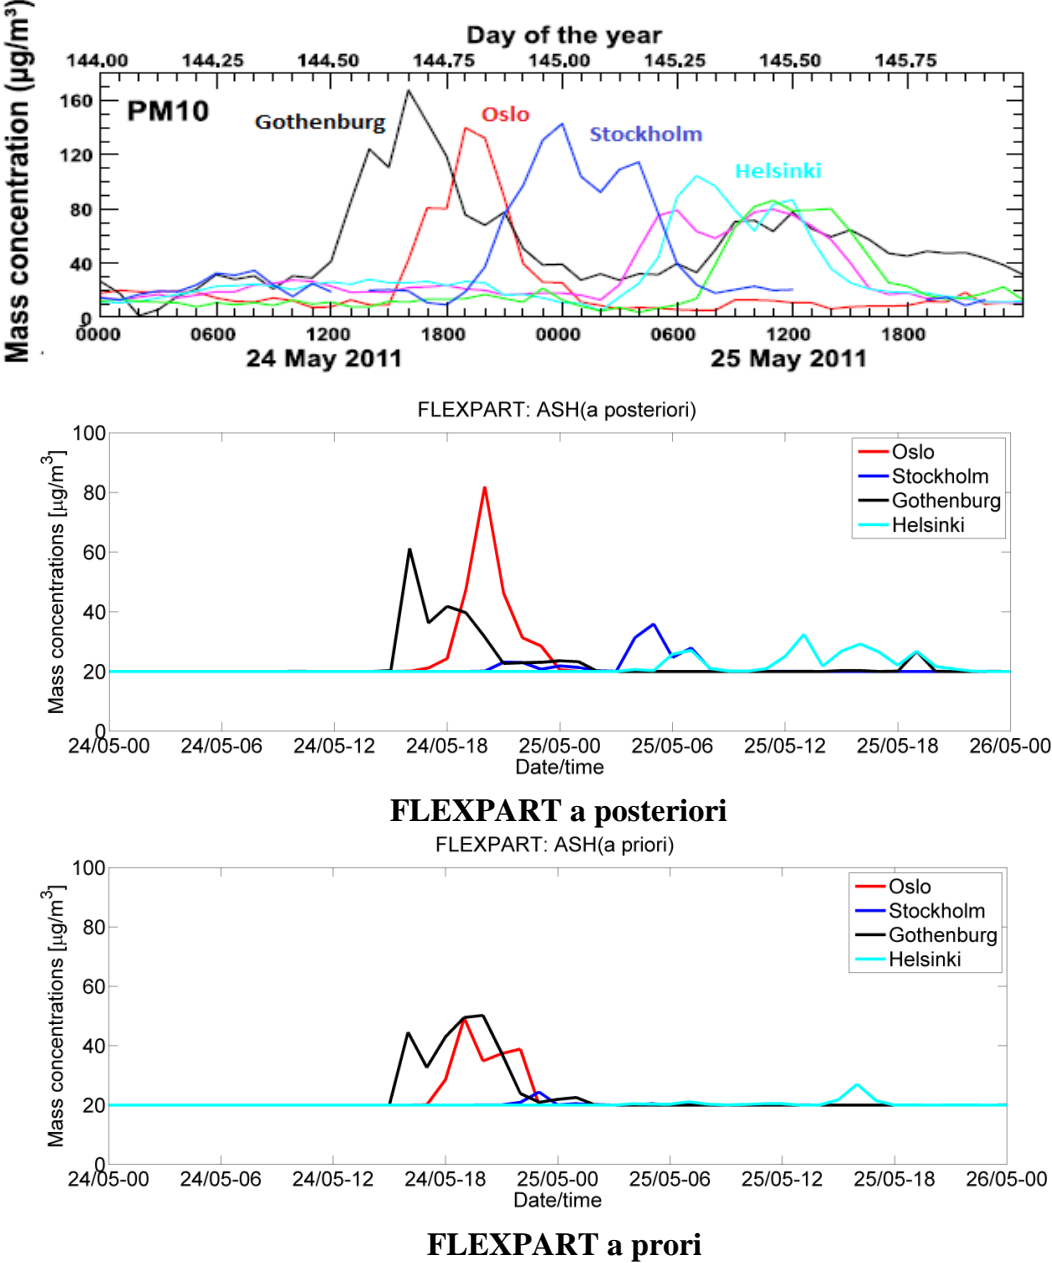 Day of the year
144.00 144.25 144.50 144.75 145.00 145.25 145.50 145.75
Mass concentration (µg/m³)
160
120
80
40
0
PM10
Gothenburg
Oslo
Stockholm
Helsinki
0000 0600 1200 1800 0000 0600 1200 1800
24 May 2011 25 May 2011
FLEXPART: ASH(a posteriori)
Mass concentrations [µg/m³]
100
80
60
40
20
0
Oslo
Stockholm
Gothenburg
Helsinki
24/05-00 24/05-06 24/05-12 24/05-18 25/05-00 25/05-06 25/05-12 25/05-18 26/05-00
Date/time
FLEXPART a posteriori
FLEXPART: ASH(a priori)
Mass concentrations [µg/m³]
100
80
60
40
20
0
Oslo
Stockholm
Gothenburg
Helsinki
24/05-00 24/05-06 24/05-12 24/05-18 25/05-00 25/05-06 25/05-12 25/05-18 26/05-00
Date/time
FLEXPART a prori